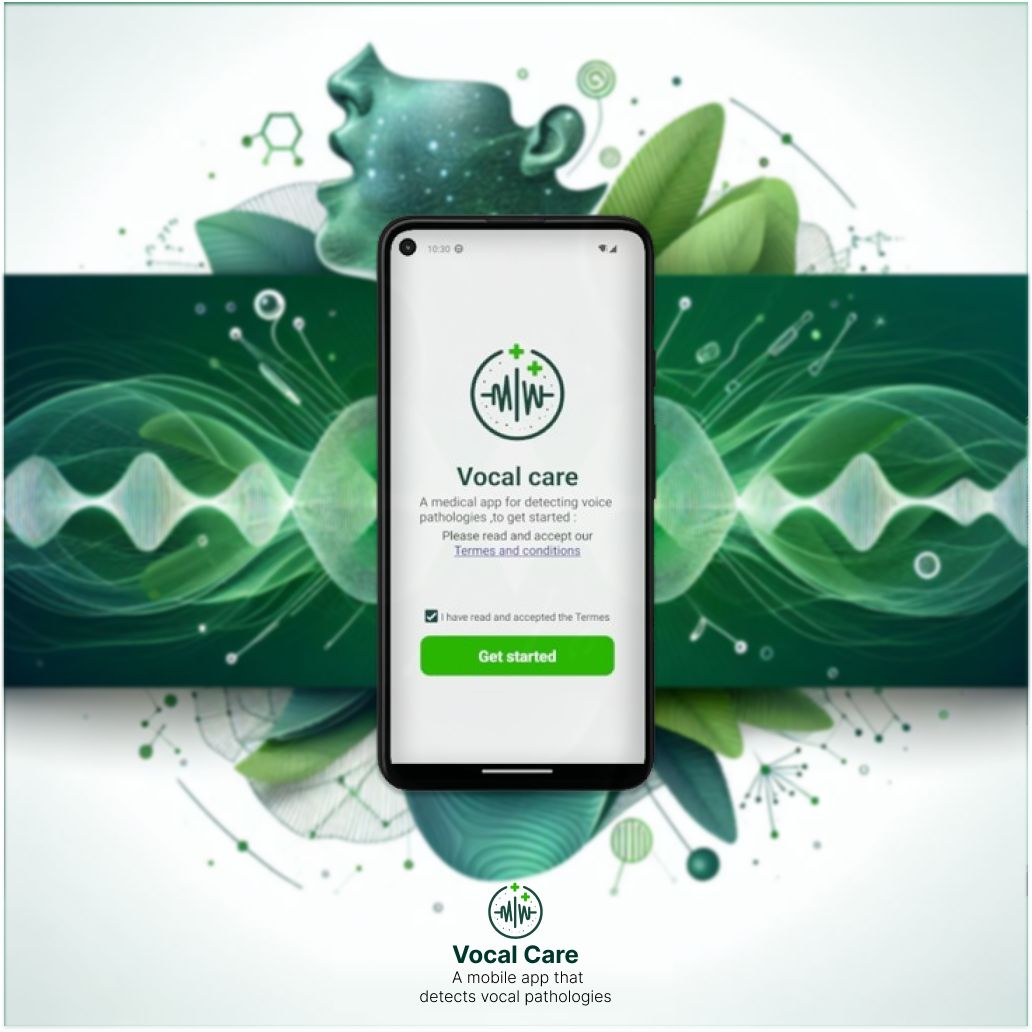 10:30
Vocal care
A medical app for detecting voice
pathologies ,to get started :
Please read and accept our
Termes and conditions
I have read and accepted the Termes
Get started
Vocal Care
A mobile app that
detects vocal pathologies